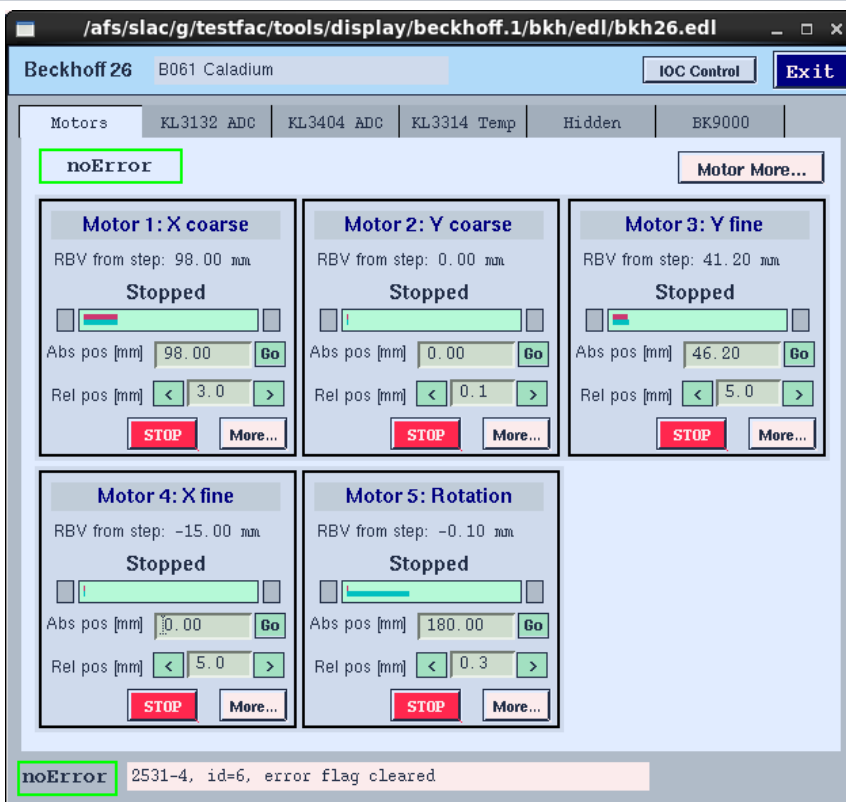 /afs/slac/g/testfac/tools/display/beckhoff.1/bkh/edl/bkh26.edl
Beckhoff 26 B061 Caladium IOC Control Exit
Motors KL3132 ADC KL3404 ADC KL3314 Temp Hidden BK9000
noError Motor More...
Motor 1: X coarse
RBV from step: 98.00 mm
Stopped
Abs pos [mm] 98.00 Go
Rel pos [mm] < 3.0 >
STOP More...
Motor 2: Y coarse
RBV from step: 0.00 mm
Stopped
Abs pos [mm] 0.00 Go
Rel pos [mm] < 0.1 >
STOP More...
Motor 3: Y fine
RBV from step: 41.20 mm
Stopped
Abs pos [mm] 46.20 Go
Rel pos [mm] < 5.0 >
STOP More...
Motor 4: X fine
RBV from step: -15.00 mm
Stopped
Abs pos [mm] 0.00 Go
Rel pos [mm] < 5.0 >
STOP More...
Motor 5: Rotation
RBV from step: -0.10 mm
Stopped
Abs pos [mm] 180.00 Go
Rel pos [mm] < 0.3 >
STOP More...
noError 2531-4, id=6, error flag cleared